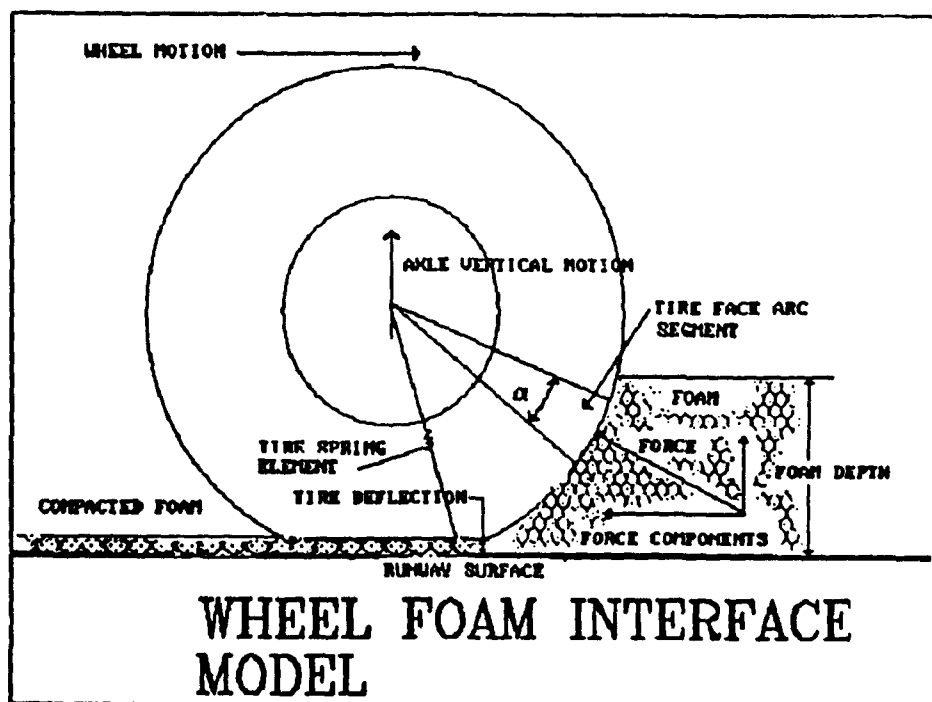 WHEEL MOTION
AXLE VERTICAL MOTION
TIRE FACE ARC
SEGMENT
α
FOAM
FORCE
FOAM DEPTH
TIRE SPRING
ELEMENT
TIRE DEFLECTION
COMPACTED FOAM
FORCE COMPONENTS
RUNWAY SURFACE
WHEEL FOAM INTERFACE
MODEL